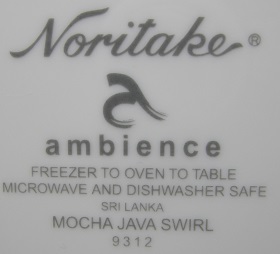 Noritake®
ambience
FREEZER TO OVEN TO TABLE
MICROWAVE AND DISHWASHER SAFE
SRI LANKA
MOCHA JAVA SWIRL
9312